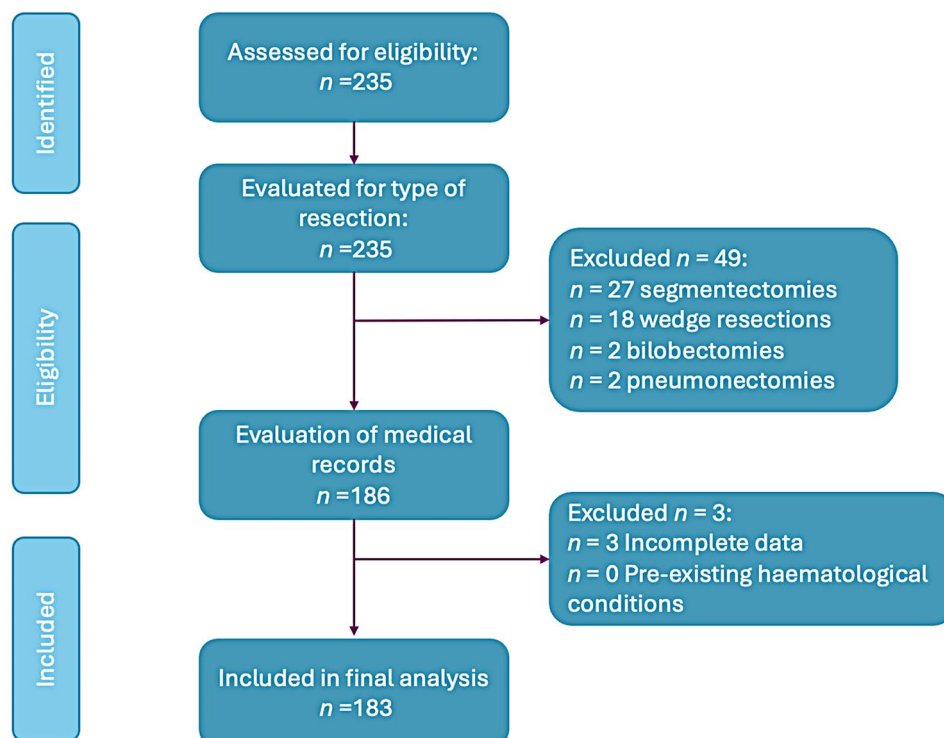 Identified
Assessed for eligibility:
n =235
Evaluated for type of
resection:
n =235
Eligibility
Excluded n = 49:
n = 27 segmentectomies
n = 18 wedge resections
n = 2 bilobectomies
n = 2 pneumonectomies
Evaluation of medical
records
n =186
Excluded n = 3:
n = 3 Incomplete data
n = 0 Pre-existing haematological
conditions
Included
Included in final analysis
n =183